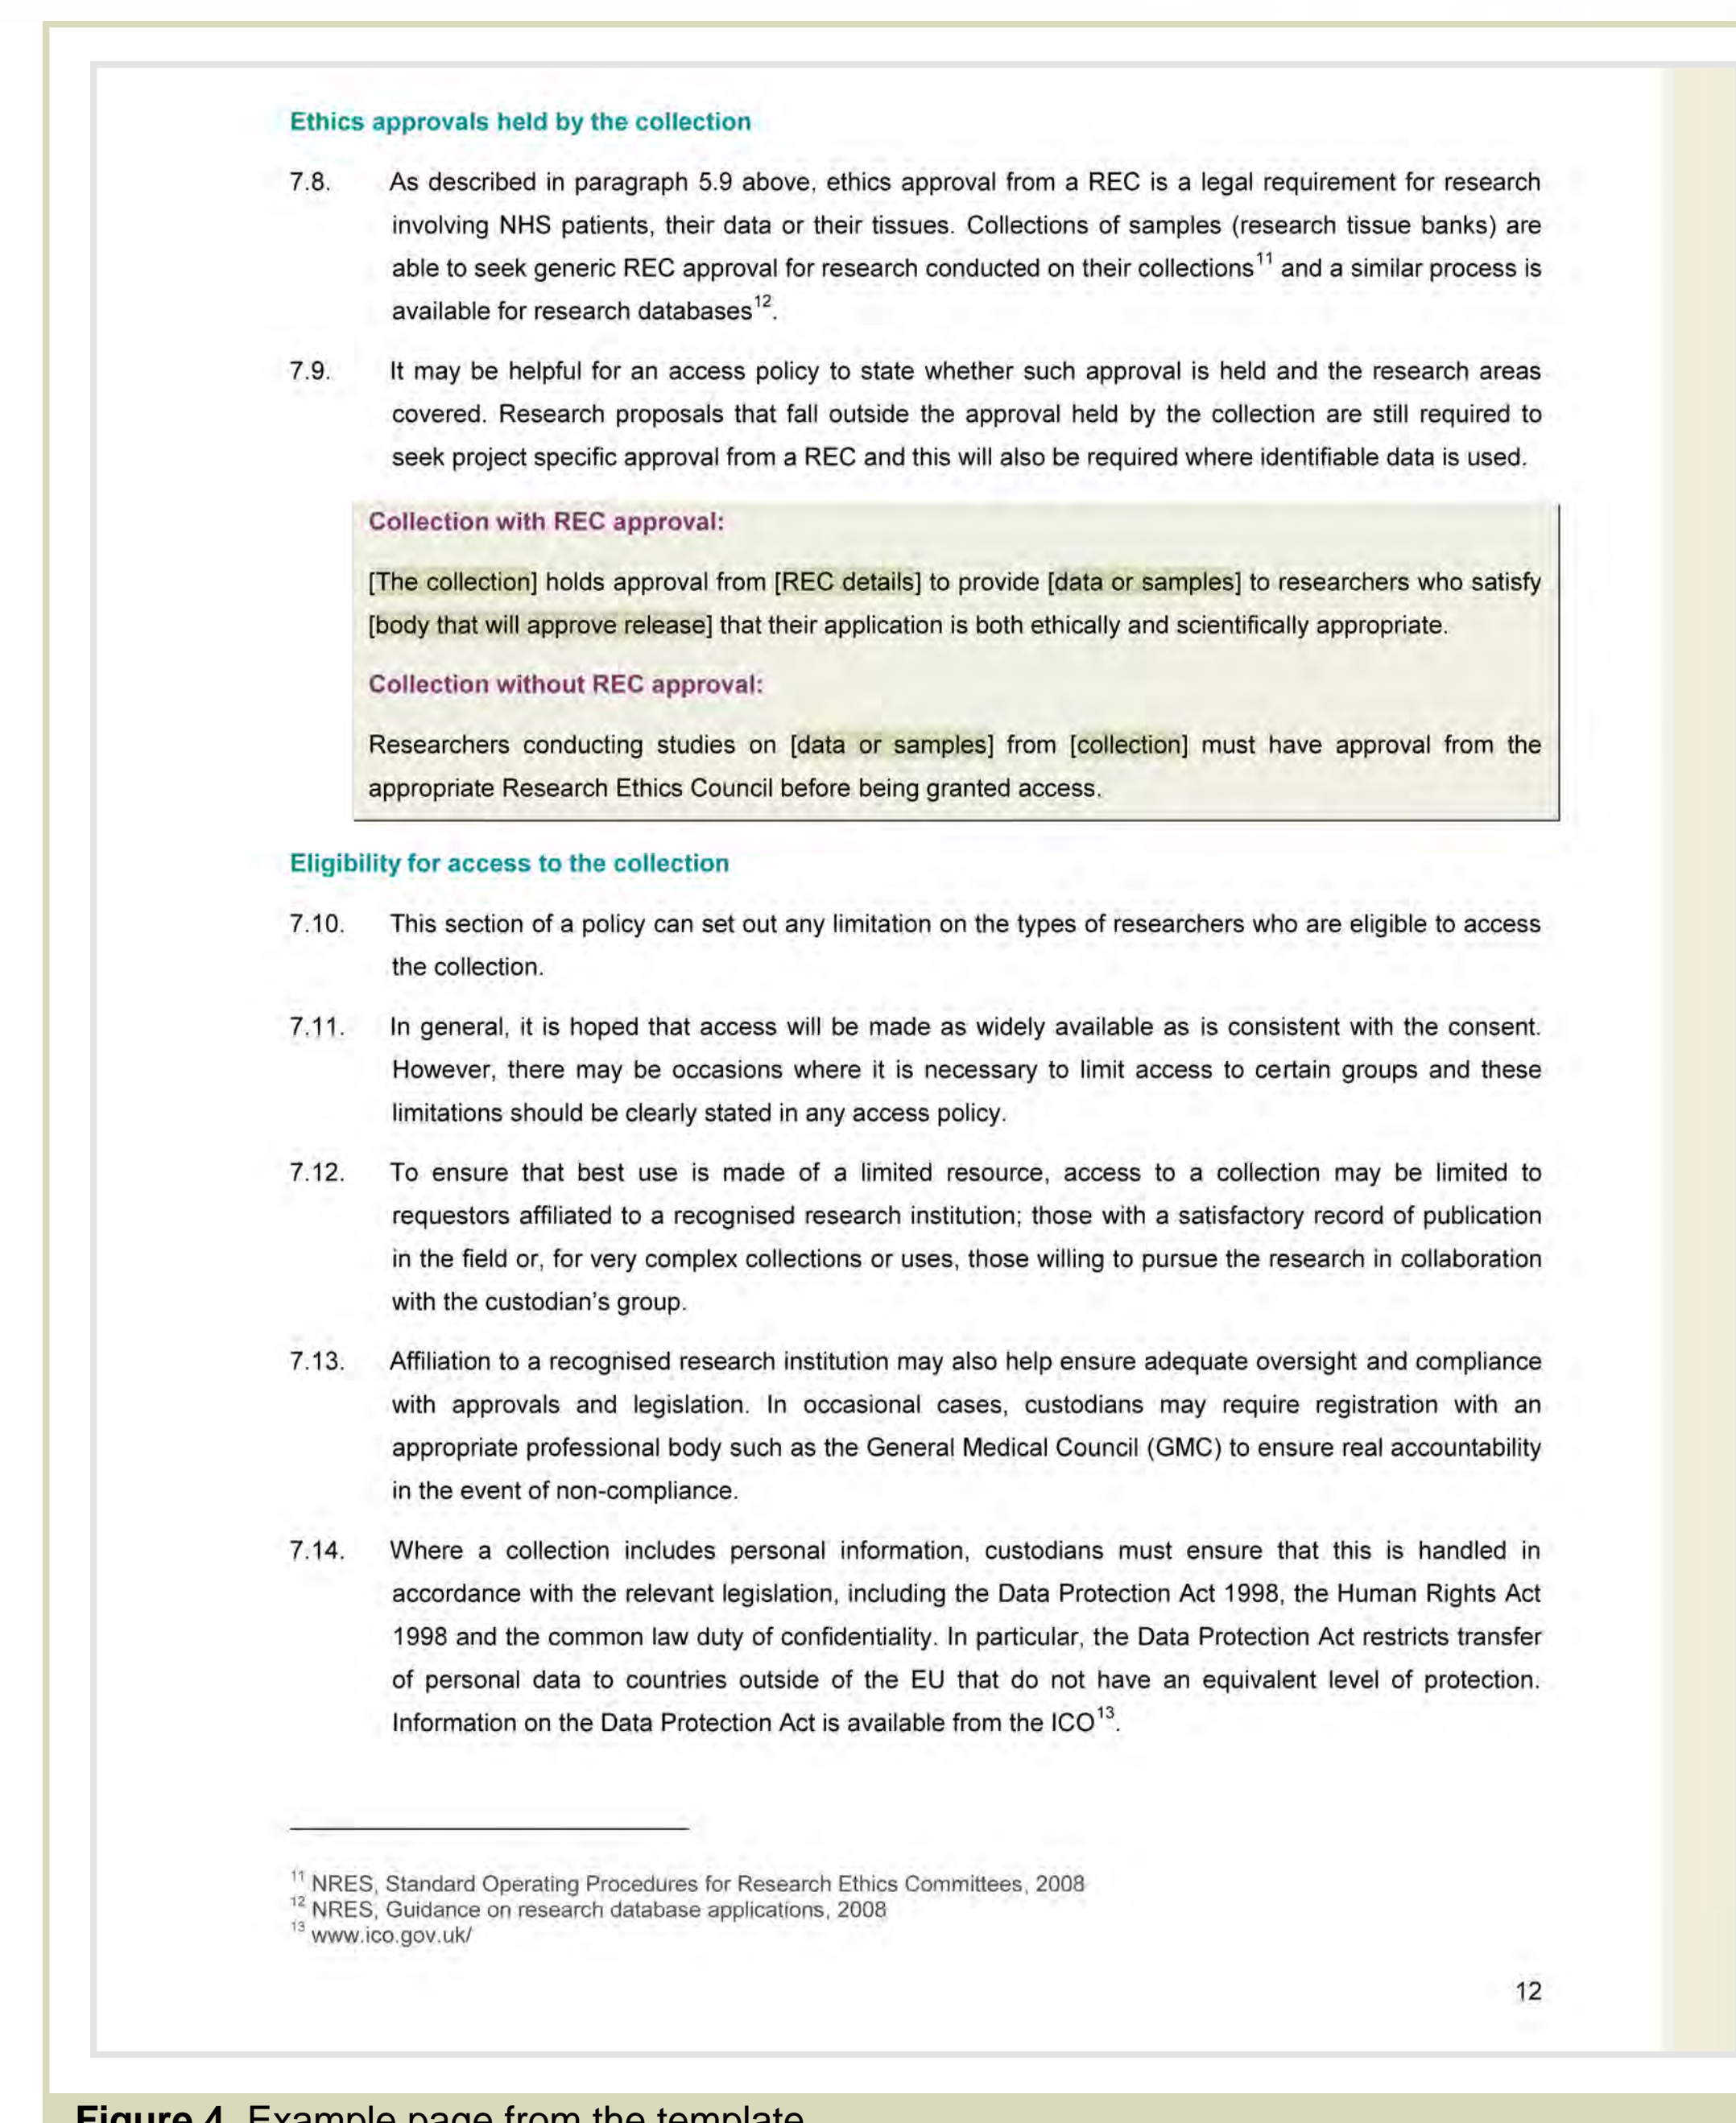 Ethics approvals held by the collection
7.8. As described in paragraph 5.9 above, ethics approval from a REC is a legal requirement for research
involving NHS patients, their data or their tissues. Collections of samples (research tissue banks) are
able to seek generic REC approval for research conducted on their collections11 and a similar process is
available for research databases12.
7.9. It may be helpful for an access policy to state whether such approval is held and the research areas
covered. Research proposals that fall outside the approval held by the collection are still required to
seek project specific approval from a REC and this will also be required where identifiable data is used.
Collection with REC approval:
[The collection] holds approval from [REC details] to provide [data or samples] to researchers who satisfy
[body that will approve release] that their application is both ethically and scientifically appropriate.
Collection without REC approval:
Researchers conducting studies on [data or samples] from [collection] must have approval from the
appropriate Research Ethics Council before being granted access.
Eligibility for access to the collection
7.10. This section of a policy can set out any limitation on the types of researchers who are eligible to access
the collection.
7.11. In general, it is hoped that access will be made as widely available as is consistent with the consent.
However, there may be occasions where it is necessary to limit access to certain groups and these
limitations should be clearly stated in any access policy.
7.12. To ensure that best use is made of a limited resource, access to a collection may be limited to
requestors affiliated to a recognised research institution; those with a satisfactory record of publication
in the field or, for very complex collections or uses, those willing to pursue the research in collaboration
with the custodian's group.
7.13. Affiliation to a recognised research institution may also help ensure adequate oversight and compliance
with approvals and legislation. In occasional cases, custodians may require registration with an
appropriate professional body such as the General Medical Council (GMC) to ensure real accountability
in the event of non-compliance.
7.14. Where a collection includes personal information, custodians must ensure that this is handled in
accordance with the relevant legislation, including the Data Protection Act 1998, the Human Rights Act
1998 and the common law duty of confidentiality. In particular, the Data Protection Act restricts transfer
of personal data to countries outside of the EU that do not have an equivalent level of protection.
Information on the Data Protection Act is available from the ICO13.
11 NRES, Standard Operating Procedures for Research Ethics Committees, 2008
12 NRES, Guidance on research database applications, 2008
13 www.ico.gov.uk/
12
Figure 4. Example page from the template